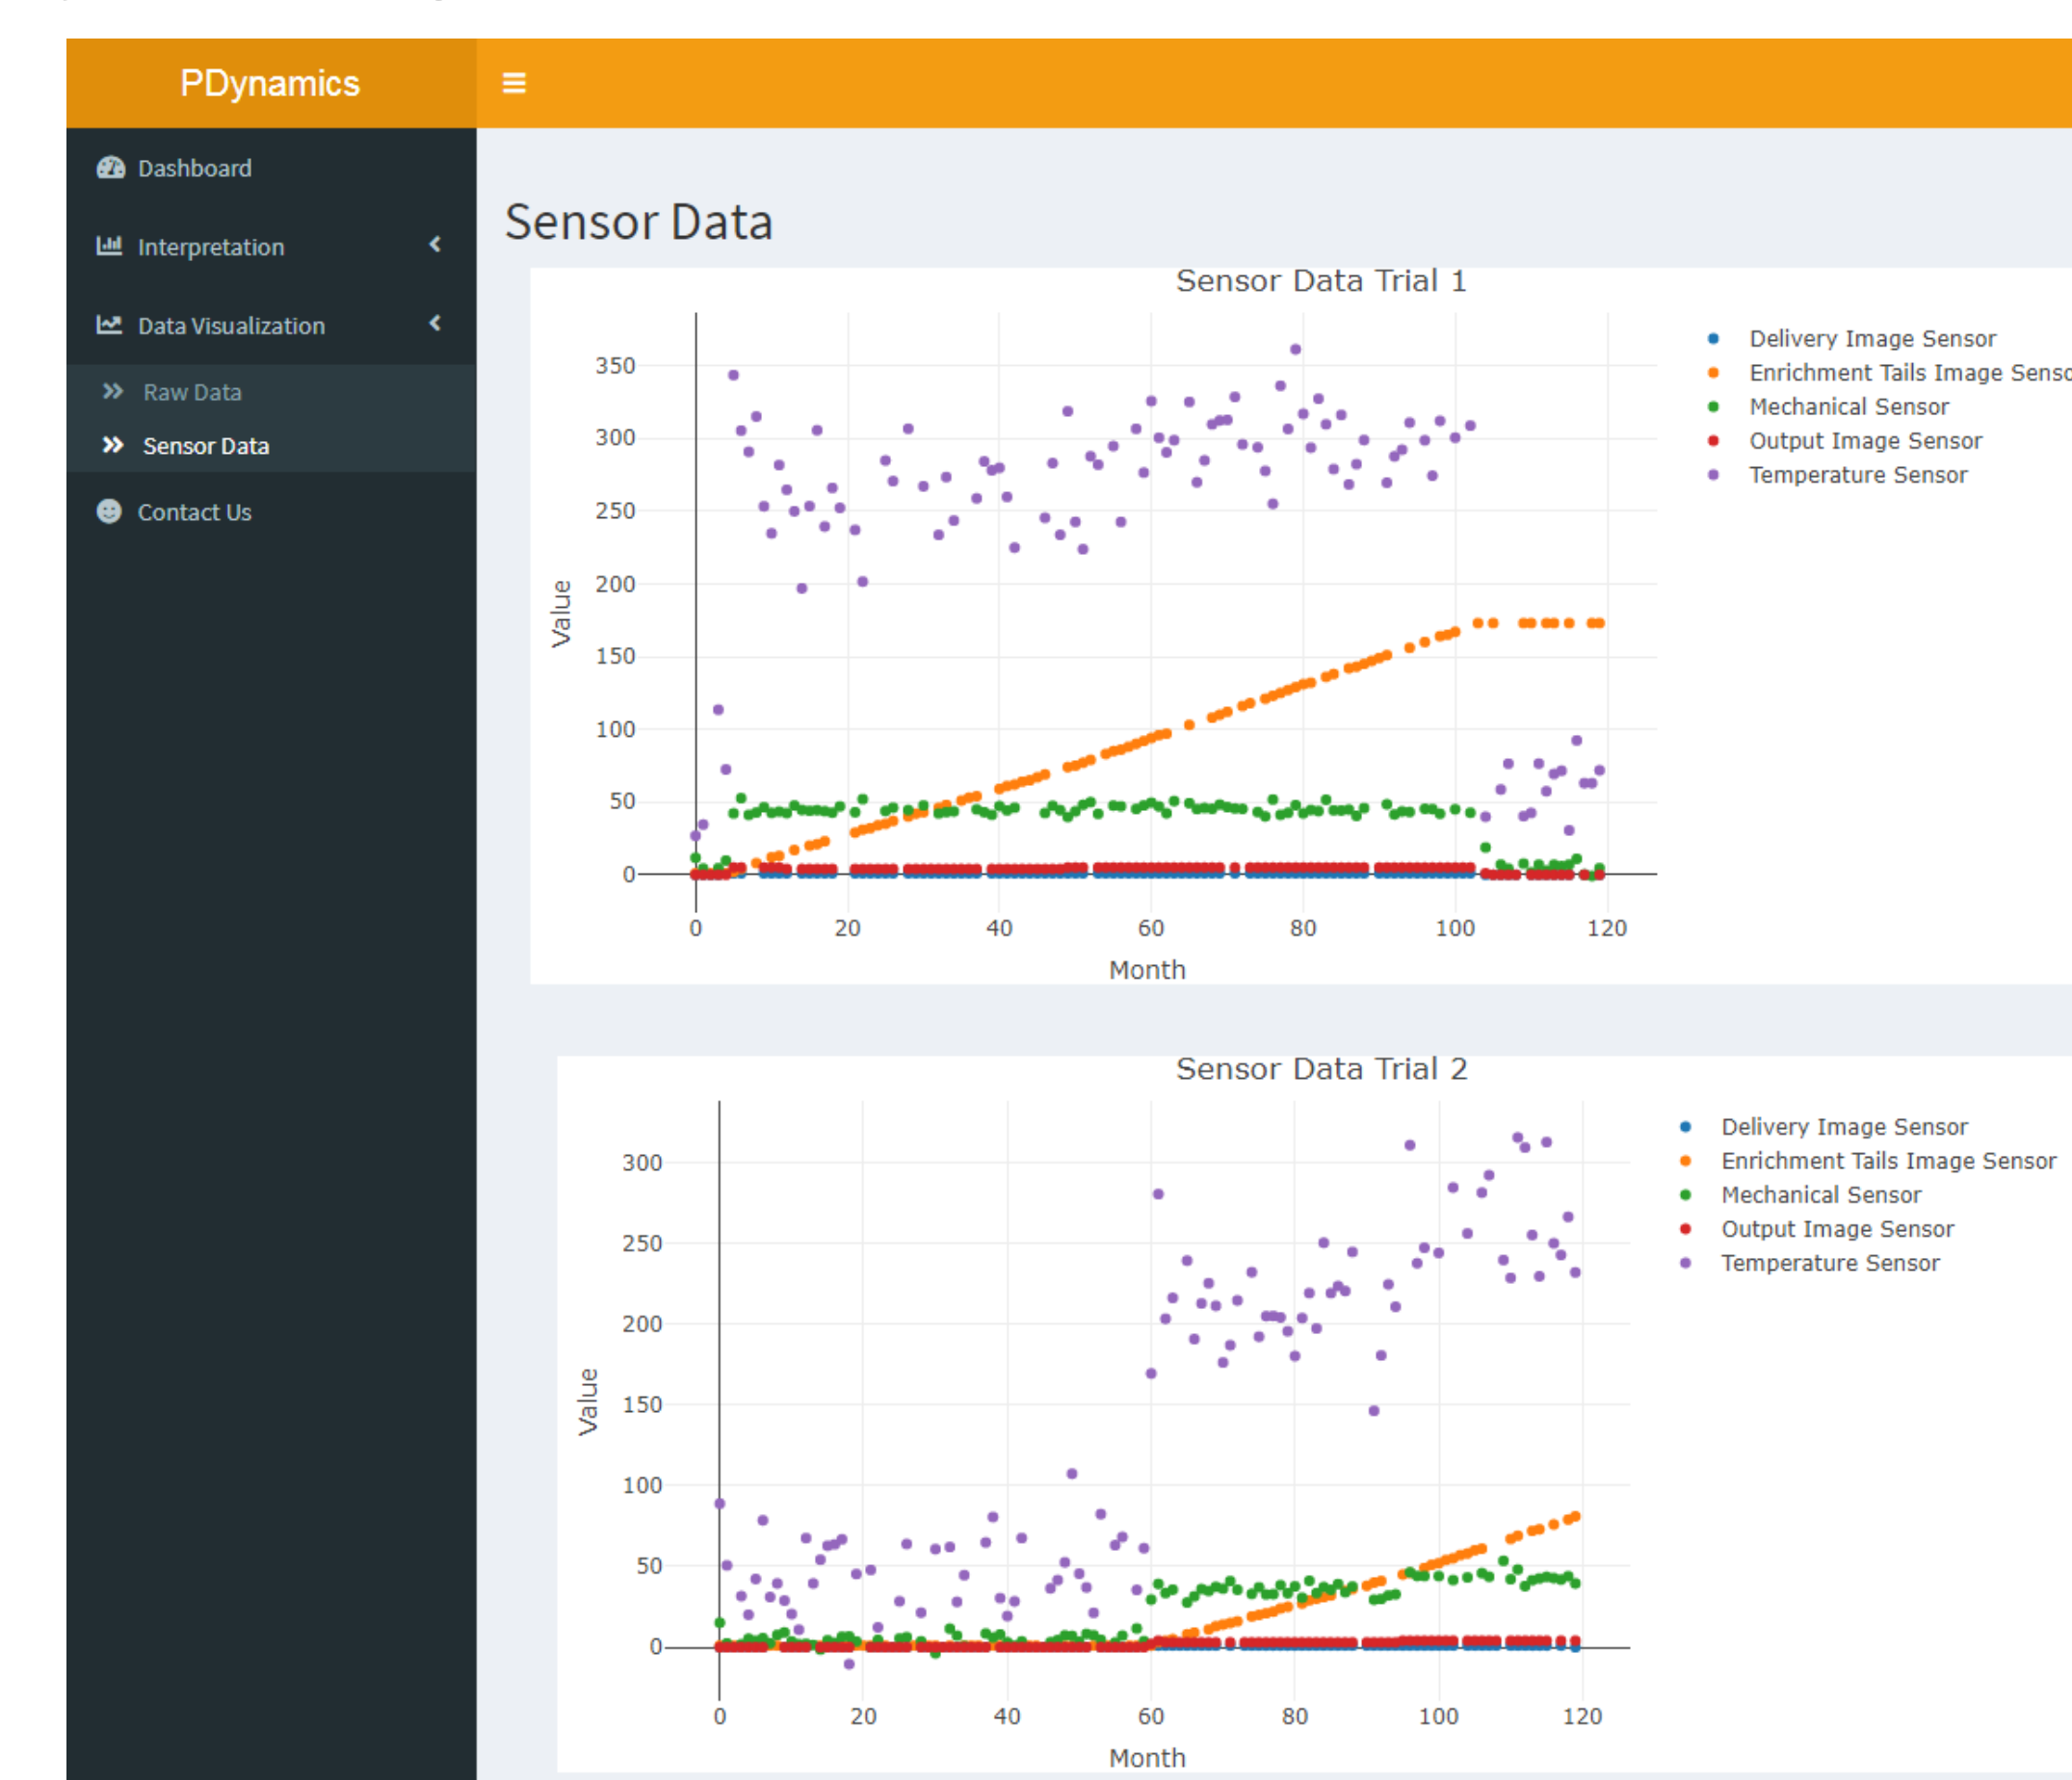 PDynamics
Dashboard
Interpretation
Data Visualization
Raw Data
Sensor Data
Contact Us
Sensor Data
Sensor Data Trial 1
Value
350
300
250
200
150
100
50
0
0 20 40 60 80 100 120
Month
Delivery Image Sensor
Enrichment Tails Image Senso
Mechanical Sensor
Output Image Sensor
Temperature Sensor
Sensor Data Trial 2
Value
300
250
200
150
100
50
0
0 20 40 60 80 100 120
Month
Delivery Image Sensor
Enrichment Tails Image Sensor
Mechanical Sensor
Output Image Sensor
Temperature Sensor